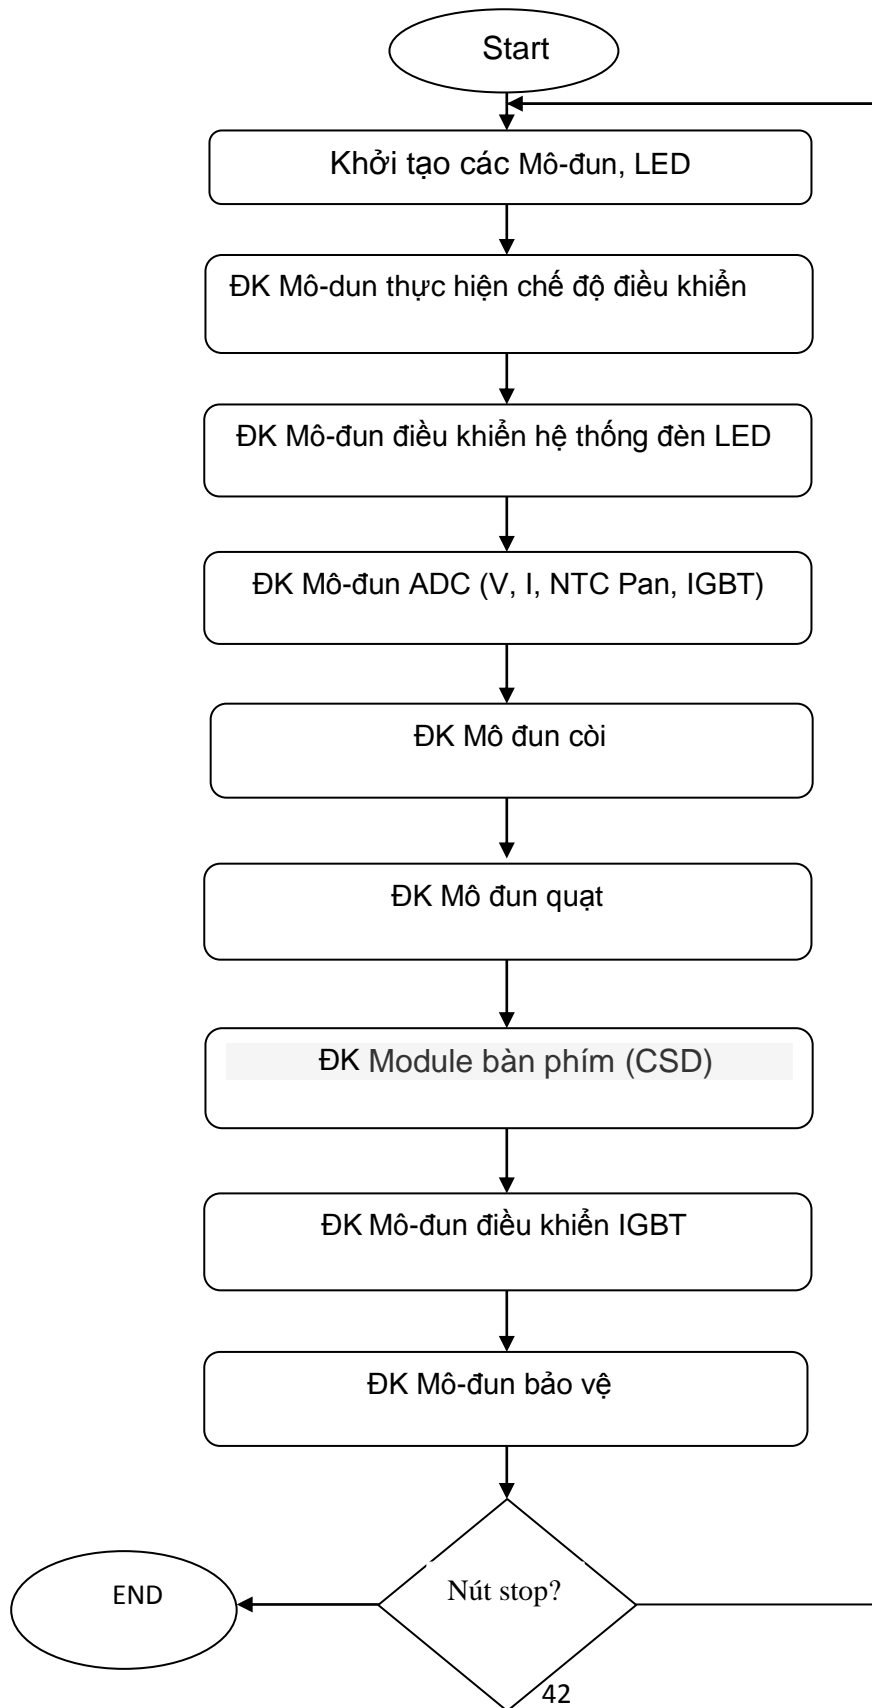 Start
Khởi tạo các Mô-đun, LED
ĐK Mô-dun thực hiện chế độ điều khiển
ĐK Mô-đun điều khiển hệ thống đèn LED
ĐK Mô-đun ADC (V, I, NTC Pan, IGBT)
ĐK Mô đun còi
ĐK Mô đun quạt
ĐK Module bàn phím (CSD)
ĐK Mô-đun điều khiển IGBT
ĐK Mô-đun bảo vệ
Nút stop?
END
42